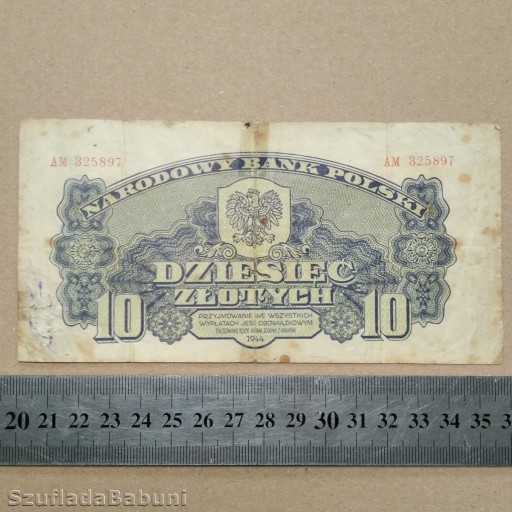 AM 325897
AM 325897
NARODOWY BANK POLSKI
DZIESIĘĆ
ZŁOTYCH
10
10
PRZYJMOWANIE WE WSZYSTKICH
WYPŁATACH JEST OBOWIĄZKOWYM
1944
20 21 22 23 24 25 26 27 28 29 30 31 32 33 34 35
SzufladaBabuni